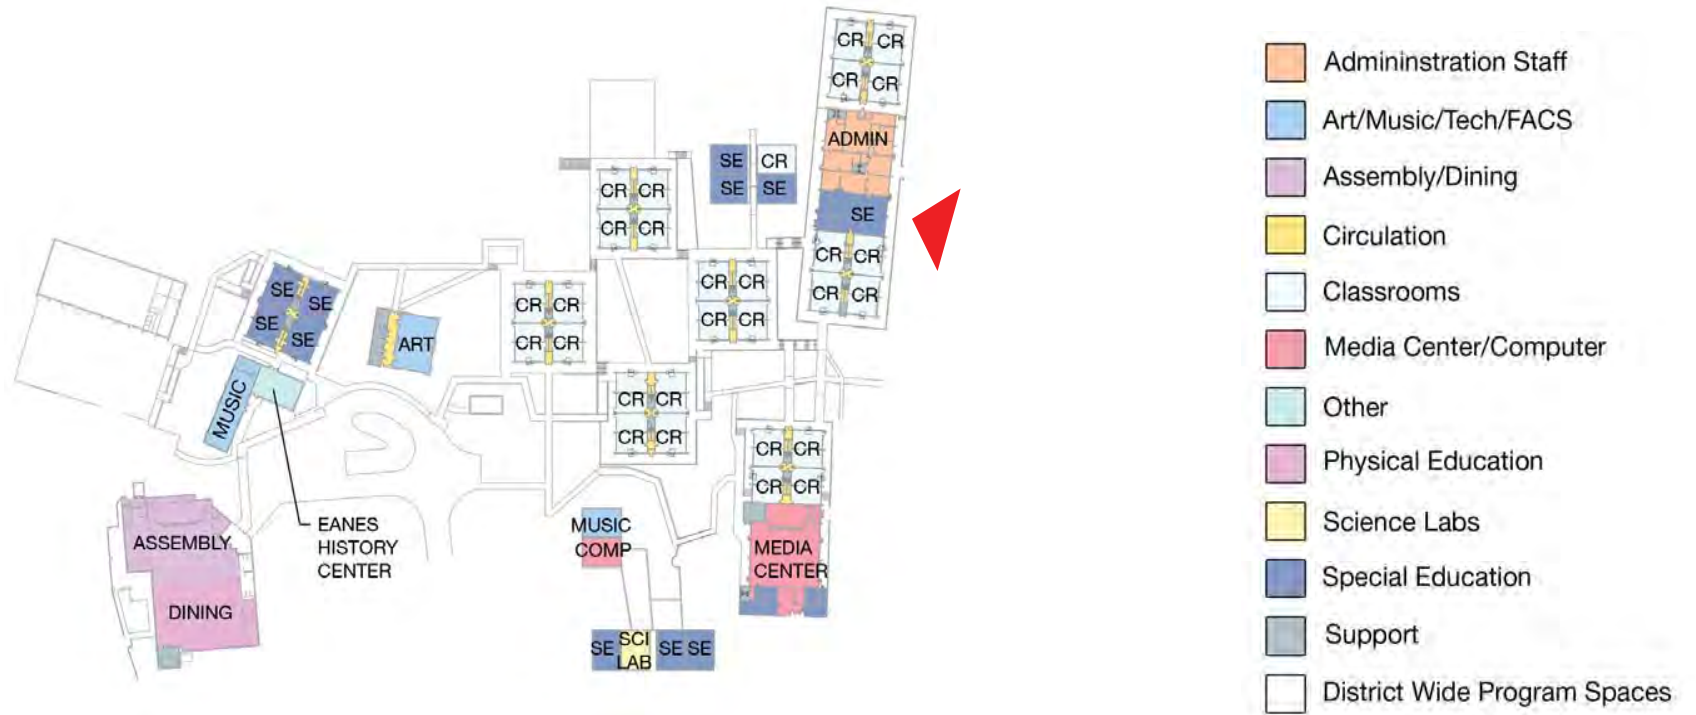 CR CR
CR CR
ADMIN
SE
CR CR
CR CR
SE CR
SE SE
CR CR
CR CR
CR CR
CR CR
CR CR
CR CR
CR CR
CR CR
SE SE
SE SE
ART
MUSIC
EANES
HISTORY
CENTER
ASSEMBLY
DINING
CR CR
CR CR
MEDIA
CENTER
MUSIC
COMP
SE SCI LAB SE SE
Admininstration Staff
Art/Music/Tech/FACS
Assembly/Dining
Circulation
Classrooms
Media Center/Computer
Other
Physical Education
Science Labs
Special Education
Support
District Wide Program Spaces